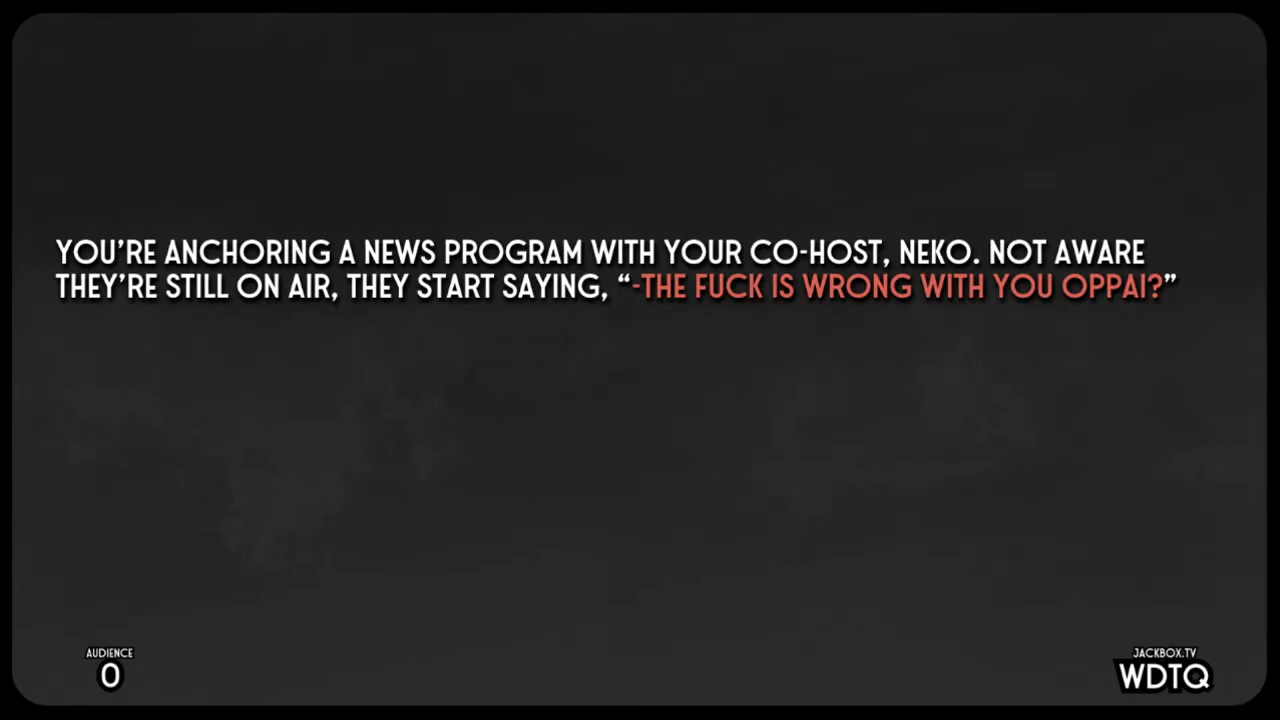 YOU'RE ANCHORING A NEWS PROGRAM WITH YOUR CO-HOST, NEKO. NOT AWARE
THEY'RE STILL ON AIR, THEY START SAYING, “-THE FUCK IS WRONG WITH YOU OPPAI?”
AUDIENCE
0
JACKBOX.TV
WDTQ